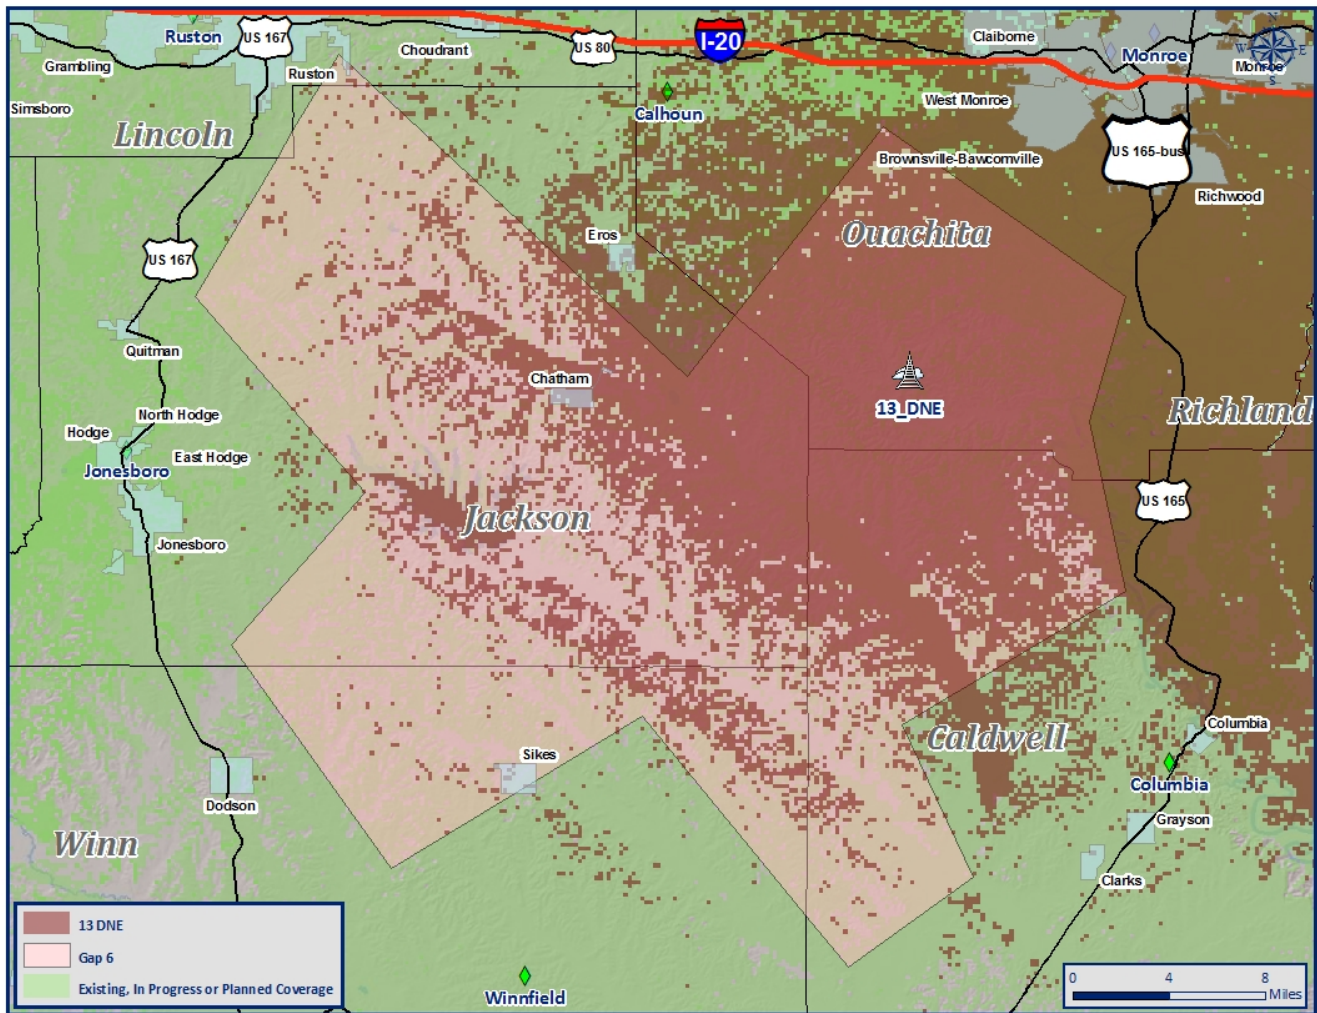 Ruston
US 167
Choudrant
US 80
I-20
Claiborne
Monroe
N
W
E
S
Monroe
Grambling
Ruston
Simsboro
Calhoun
West Monroe
Lincoln
US 165-bus
Brownsville-Bawcomville
Richwood
Eros
Ouachita
US 167
Quitman
Chatham
13_DNE
North Hodge
Richland
Hodge
East Hodge
Jonesboro
US 165
Jackson
Jonesboro
Columbia
Caldwell
Sikes
Columbia
Dodson
Grayson
Winn
Clarks
13 DNE
Gap 6
Existing, In Progress or Planned Coverage
Winnfield
0 4 8
Miles